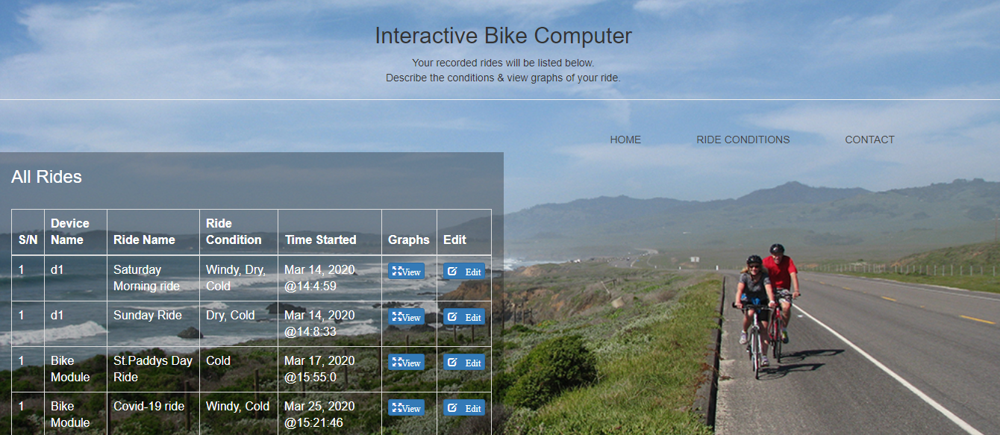 Interactive Bike Computer
Your recorded rides will be listed below.
Describe the conditions & view graphs of your ride.
HOME RIDE CONDITIONS CONTACT
All Rides
S/N Device Name Ride Name Ride Condition Time Started Graphs Edit
1 d1 Saturday Morning ride Windy, Dry, Cold Mar 14, 2020 @14:4:59 View Edit
1 d1 Sunday Ride Dry, Cold Mar 14, 2020 @14:8:33 View Edit
1 Bike Module St.Paddys Day Ride Cold Mar 17, 2020 @15:55:0 View Edit
1 Bike Module Covid-19 ride Windy, Cold Mar 25, 2020 @15:21:46 View Edit